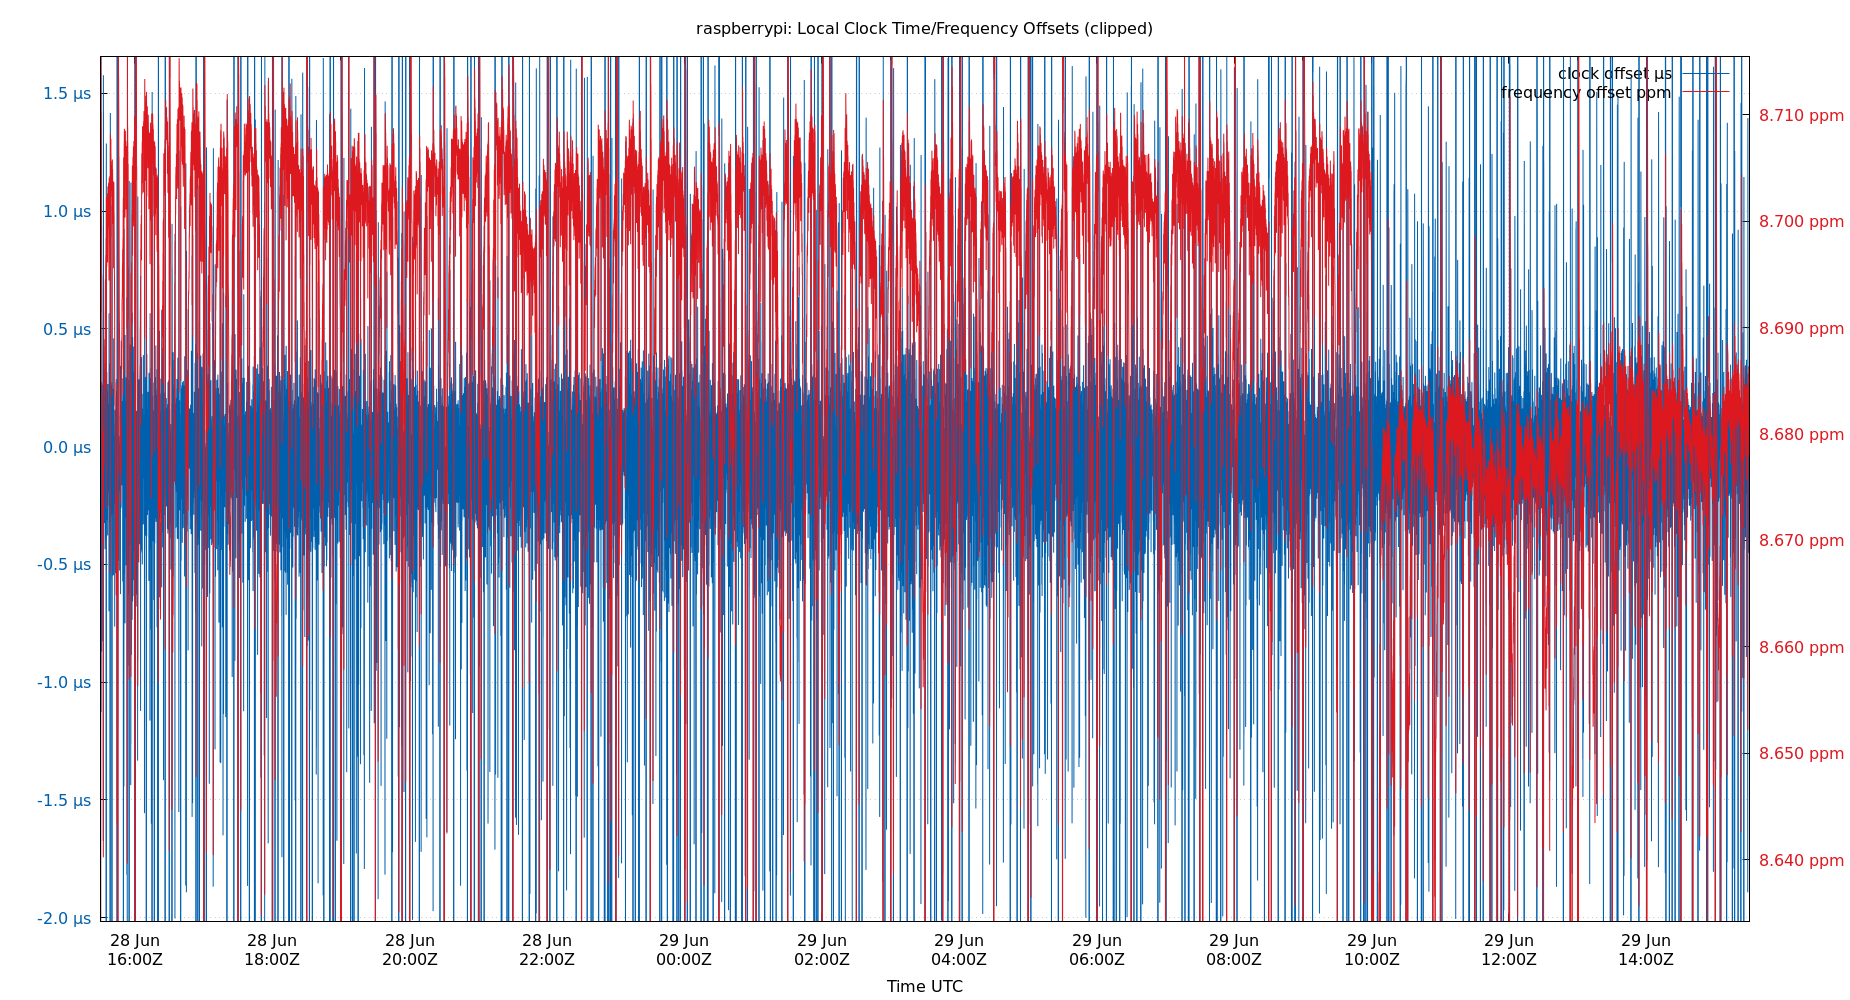 raspberrypi: Local Clock Time/Frequency Offsets (clipped)
clock offset µs
frequency offset ppm
1.5 µs
1.0 µs
0.5 µs
0.0 µs
-0.5 µs
-1.0 µs
-1.5 µs
-2.0 µs
8.710 ppm
8.700 ppm
8.690 ppm
8.680 ppm
8.670 ppm
8.660 ppm
8.650 ppm
8.640 ppm
28 Jun 28 Jun 28 Jun 28 Jun 29 Jun 29 Jun 29 Jun 29 Jun 29 Jun 29 Jun 29 Jun 29 Jun
16:00Z 18:00Z 20:00Z 22:00Z 00:00Z 02:00Z 04:00Z 06:00Z 08:00Z 10:00Z 12:00Z 14:00Z
Time UTC